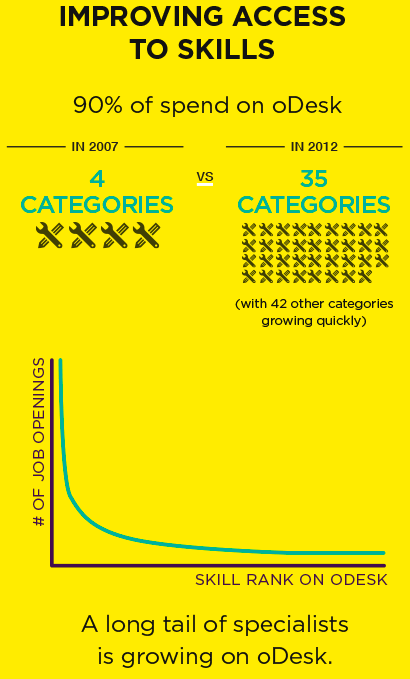 IMPROVING ACCESS
TO SKILLS
90% of spend on oDesk
IN 2007
4
CATEGORIES
vs
IN 2012
35
CATEGORIES
(with 42 other categories
growing quickly)
# OF JOB OPENINGS
SKILL RANK ON ODESK
A long tail of specialists
is growing on oDesk.